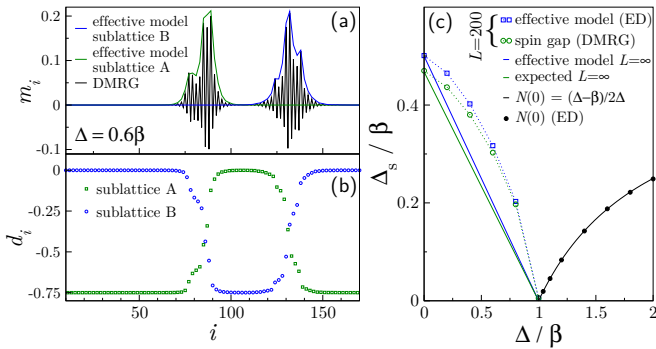 (a)
0.2
0.1
0
-0.1
m_i
effective model
sublattice B
effective model
sublattice A
DMRG
Δ = 0.6β
(b)
0
-0.25
-0.5
-0.75
d_i
sublattice A
sublattice B
50
100
150
i
(c)
L=200
effective model (ED)
spin gap (DMRG)
effective model L=∞
expected L=∞
N(0) = (Δ−β)/2Δ
N(0) (ED)
0.4
0.2
0
Δ_s / β
0
0.5
1
1.5
2
Δ / β